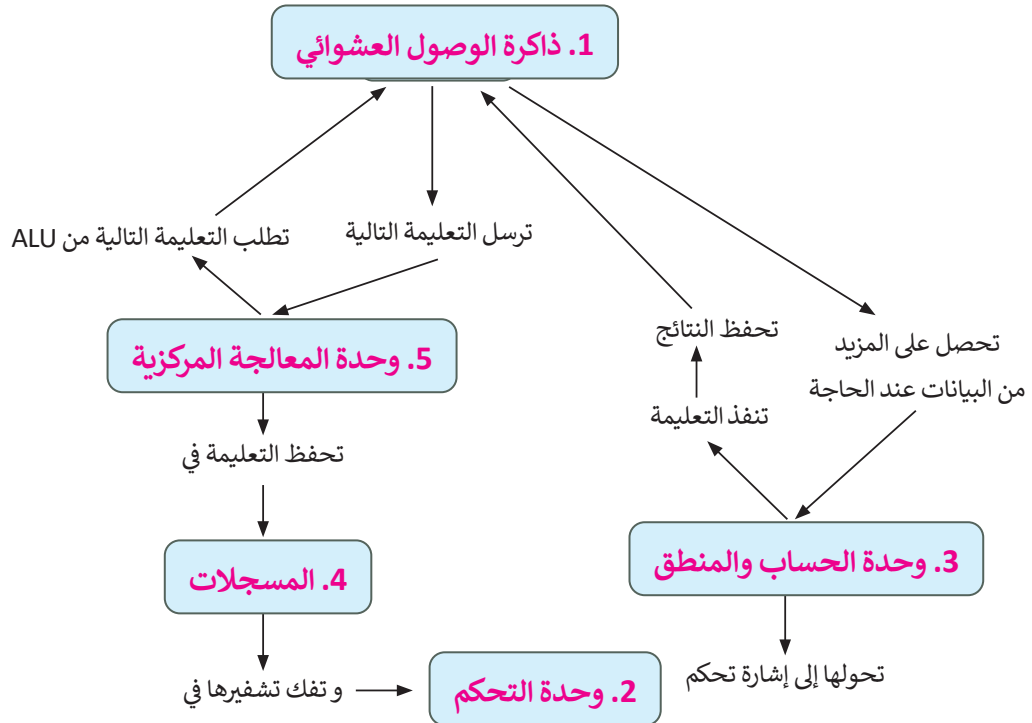 1. ذاكرة الوصول العشوائي
ترسل التعليمة التالية
تطلب التعليمة التالية من ALU
تحفظ النتائج
تحصل على المزيد
من البيانات عند الحاجة
5. وحدة المعالجة المركزية
تنفذ التعليمة
تحفظ التعليمة في
3. وحدة الحساب والمنطق
4. المسجلات
تحولها إلى إشارة تحكم
و تفك تشفيرها في
2. وحدة التحكم